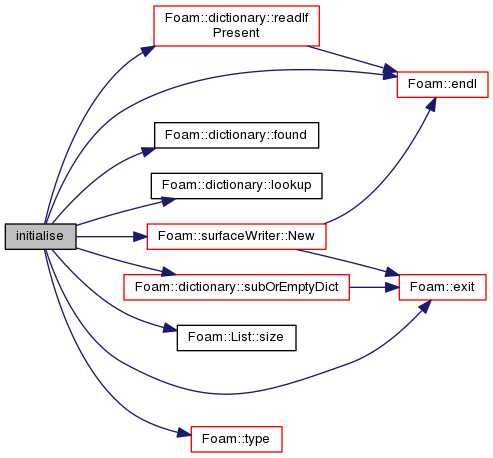 Foam::dictionary::readIf
Present
Foam::endl
Foam::dictionary::found
Foam::dictionary::lookup
initialise
Foam::surfaceWriter::New
Foam::dictionary::subOrEmptyDict
Foam::exit
Foam::List::size
Foam::type